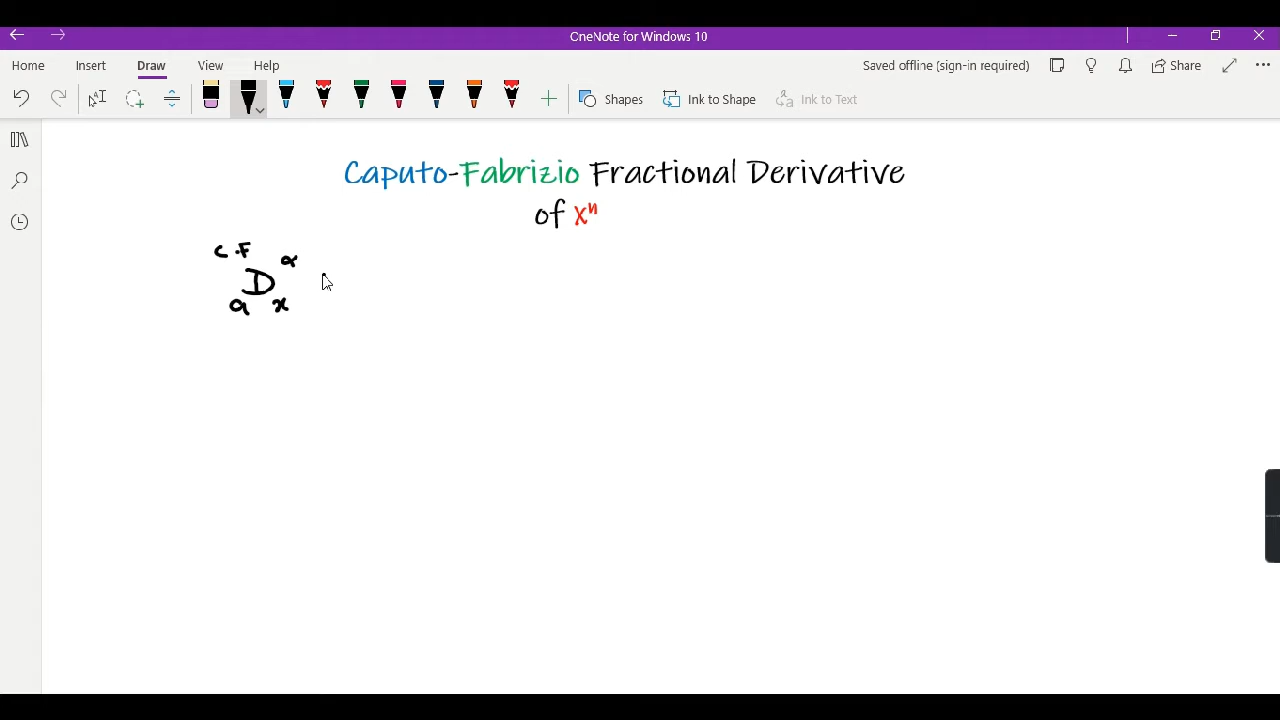 OneNote for Windows 10
Home Insert Draw View Help Saved offline (sign-in required) Share
Shapes Ink to Shape Ink to Text
Caputo-Fabrizio Fractional Derivative
of xⁿ
C.F
D α
a x